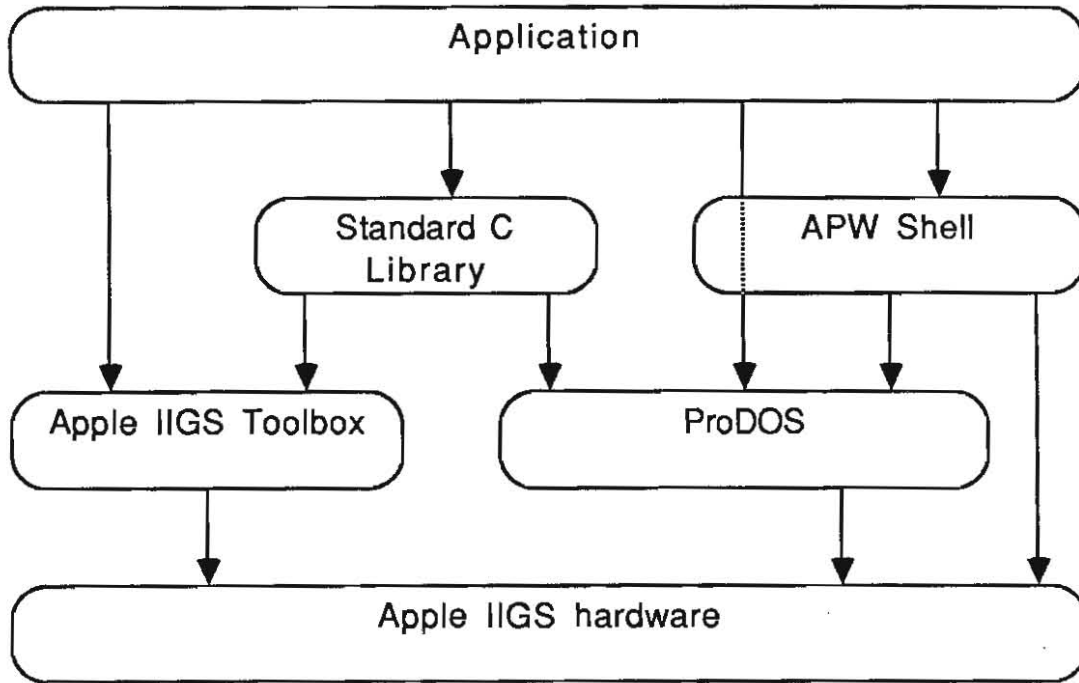 Application
Standard C
Library
APW Shell
Apple IIGS Toolbox
ProDOS
Apple IIGS hardware